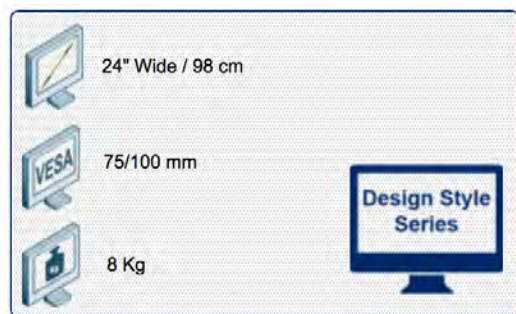 24" Wide / 98 cm
VESA
75/100 mm
8 Kg
Design Style
Series